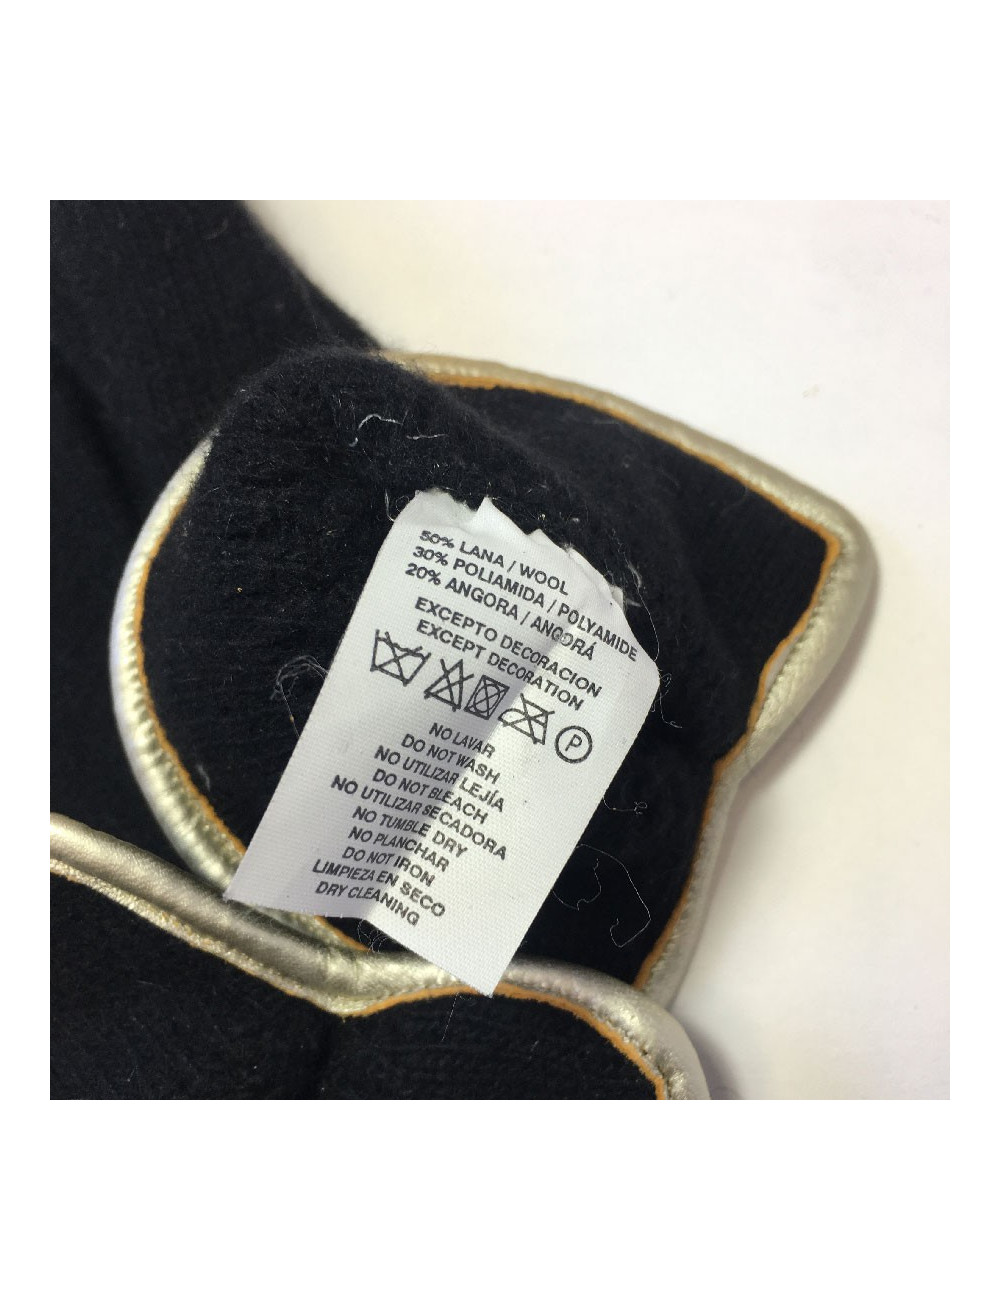 50% LANA / WOOL
30% POLIAMIDA / POLYAMIDE
20% ANGORA / ANGORÁ
EXCEPTO DECORACION
EXCEPT DECORATION
P
NO LAVAR
DO NOT WASH
NO UTILIZAR LEJÍA
DO NOT BLEACH
NO UTILIZAR SECADORA
NO TUMBLE DRY
NO PLANCHAR
DO NOT IRON
LIMPIEZA EN SECO
DRY CLEANING